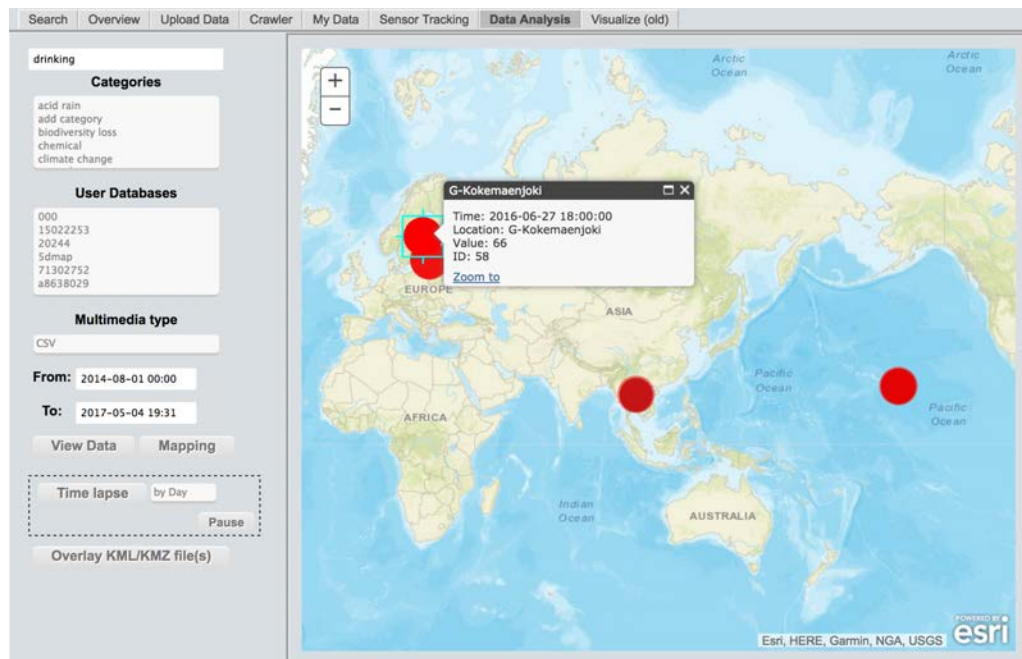 Search Overview Upload Data Crawler My Data Sensor Tracking Data Analysis Visualize (old)
drinking
Categories
acid rain
add category
biodiversity loss
chemical
climate change
User Databases
000
15022253
20244
5dmap
71302752
a8638029
Multimedia type
CSV
From: 2014-08-01 00:00
To: 2017-05-04 19:31
View Data Mapping
Time lapse by Day
Pause
Overlay KML/KMZ file(s)
+
−
Arctic
Ocean
Arctic
Ocean
G-Kokemaenjoki
Time: 2016-06-27 18:00:00
Location: G-Kokemaenjoki
Value: 66
ID: 58
Zoom to
EUROPE
ASIA
Pacific
Ocean
Pacific
Ocean
AFRICA
Indian
Ocean
AUSTRALIA
Esri, HERE, Garmin, NGA, USGS
POWERED BY
esri